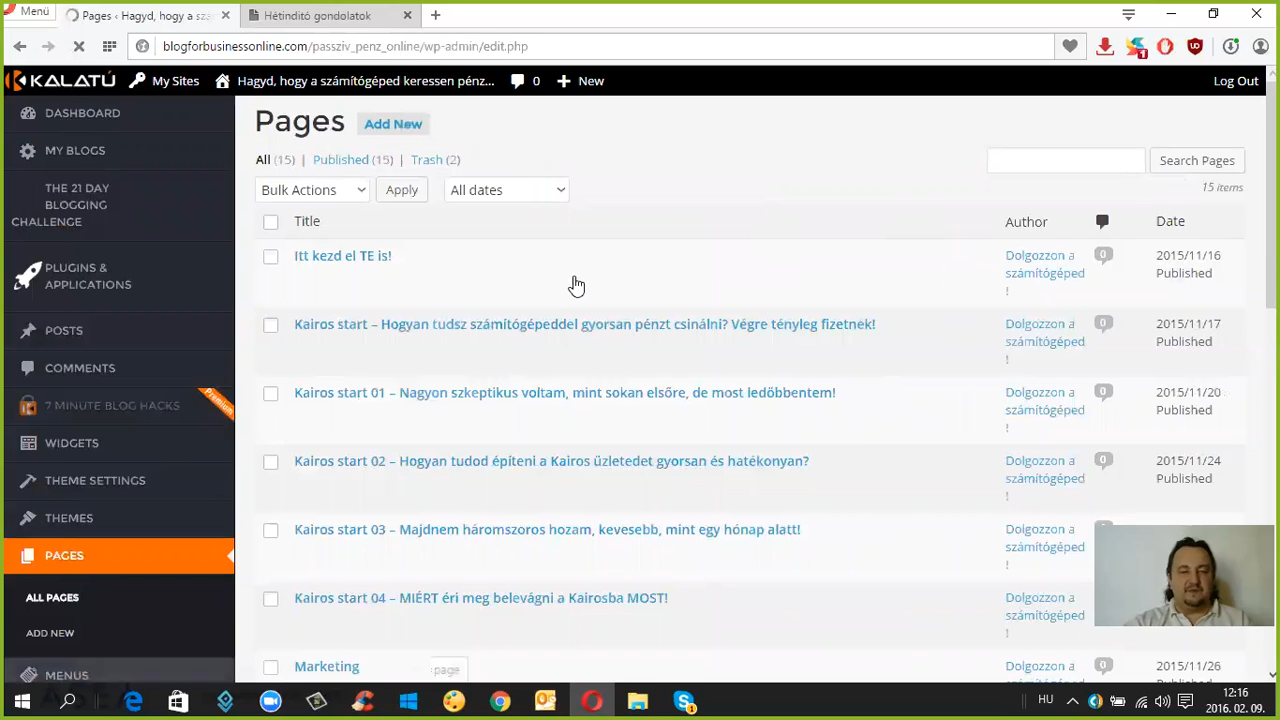 Menü
Pages ‹ Hagyd, hogy a szá
Hétindító gondolatok
blogforbusinessonline.com/passziv_penz_online/wp-admin/edit.php
1
KALATÚ
My Sites
Hagyd, hogy a számítógéped keressen pénz...
0
New
Log Out
DASHBOARD
MY BLOGS
THE 21 DAY
BLOGGING
CHALLENGE
PLUGINS &
APPLICATIONS
POSTS
COMMENTS
7 MINUTE BLOG HACKS
Premium
WIDGETS
THEME SETTINGS
THEMES
PAGES
ALL PAGES
ADD NEW
MENUS
Pages
Add New
All (15) | Published (15) | Trash (2)
Search Pages
Bulk Actions
Apply
All dates
15 items
Title
Author
Date
Itt kezd el TE is!
Dolgozzon a
számítógéped
!
0
2015/11/16
Published
Kairos start – Hogyan tudsz számítógépeddel gyorsan pénzt csinálni? Végre tényleg fizetnek!
Dolgozzon a
számítógéped
!
0
2015/11/17
Published
Kairos start 01 – Nagyon szkeptikus voltam, mint sokan elsőre, de most ledöbbentem!
Dolgozzon a
számítógéped
!
0
2015/11/20
Published
Kairos start 02 – Hogyan tudod építeni a Kairos üzletedet gyorsan és hatékonyan?
Dolgozzon a
számítógéped
!
0
2015/11/24
Published
Kairos start 03 – Majdnem háromszoros hozam, kevesebb, mint egy hónap alatt!
Dolgozzon a
számítógéped
!
Kairos start 04 – MIÉRT éri meg belevágni a Kairosba MOST!
Dolgozzon a
számítógéped
!
Marketing
page
Dolgozzon a
0
2015/11/26
HU
1
12:16
2016. 02. 09.